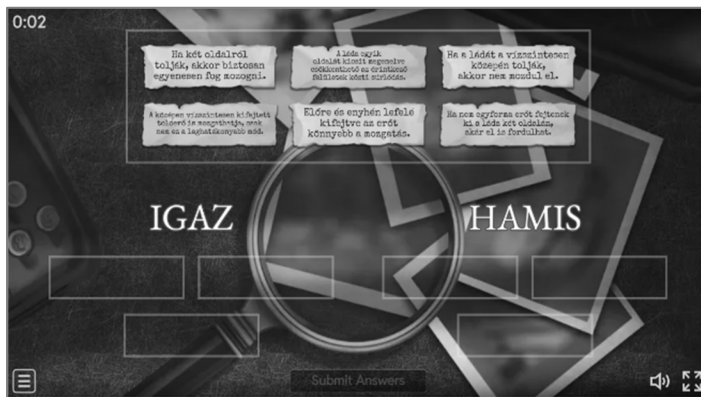 0:02
Ha két oldalról
tolják, akkor biztosan
egyenesen fog mozogni.
A láda egyik
oldalát kicsit megemelve
csökkenthető az érintkező
felületek közti súrlódás.
Ha a ládát a vízszintesen
középen tolják,
akkor nem mozdul el.
A középen vízszintesen kifejtett
tolóerő is mozgathatja, csak
nem ez a leghatékonyabb mód.
Előre és enyhén lefelé
kifejtve az erőt
könnyebb a mozgatás.
Ha nem egyforma erőt fejtenek
ki a láda két oldalán,
akár el is fordulhat.
IGAZ
HAMIS
Submit Answers